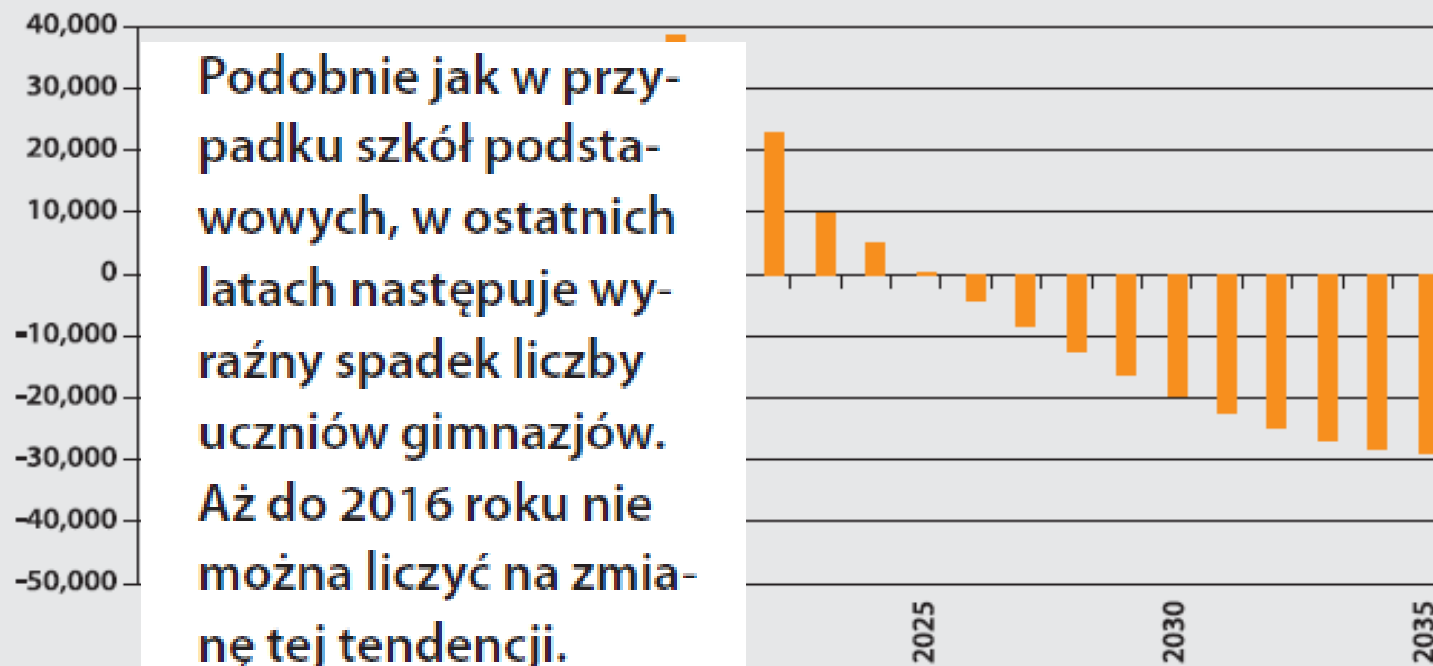 40,000
30,000
20,000
10,000
0
-10,000
-20,000
-30,000
-40,000
-50,000
Podobnie jak w przy-
padku szkół podsta-
wowych, w ostatnich
latach następuje wy-
raźny spadek liczby
uczniów gimnazjów.
Aż do 2016 roku nie
można liczyć na zmia-
nę tej tendencji.
2025
2030
2035